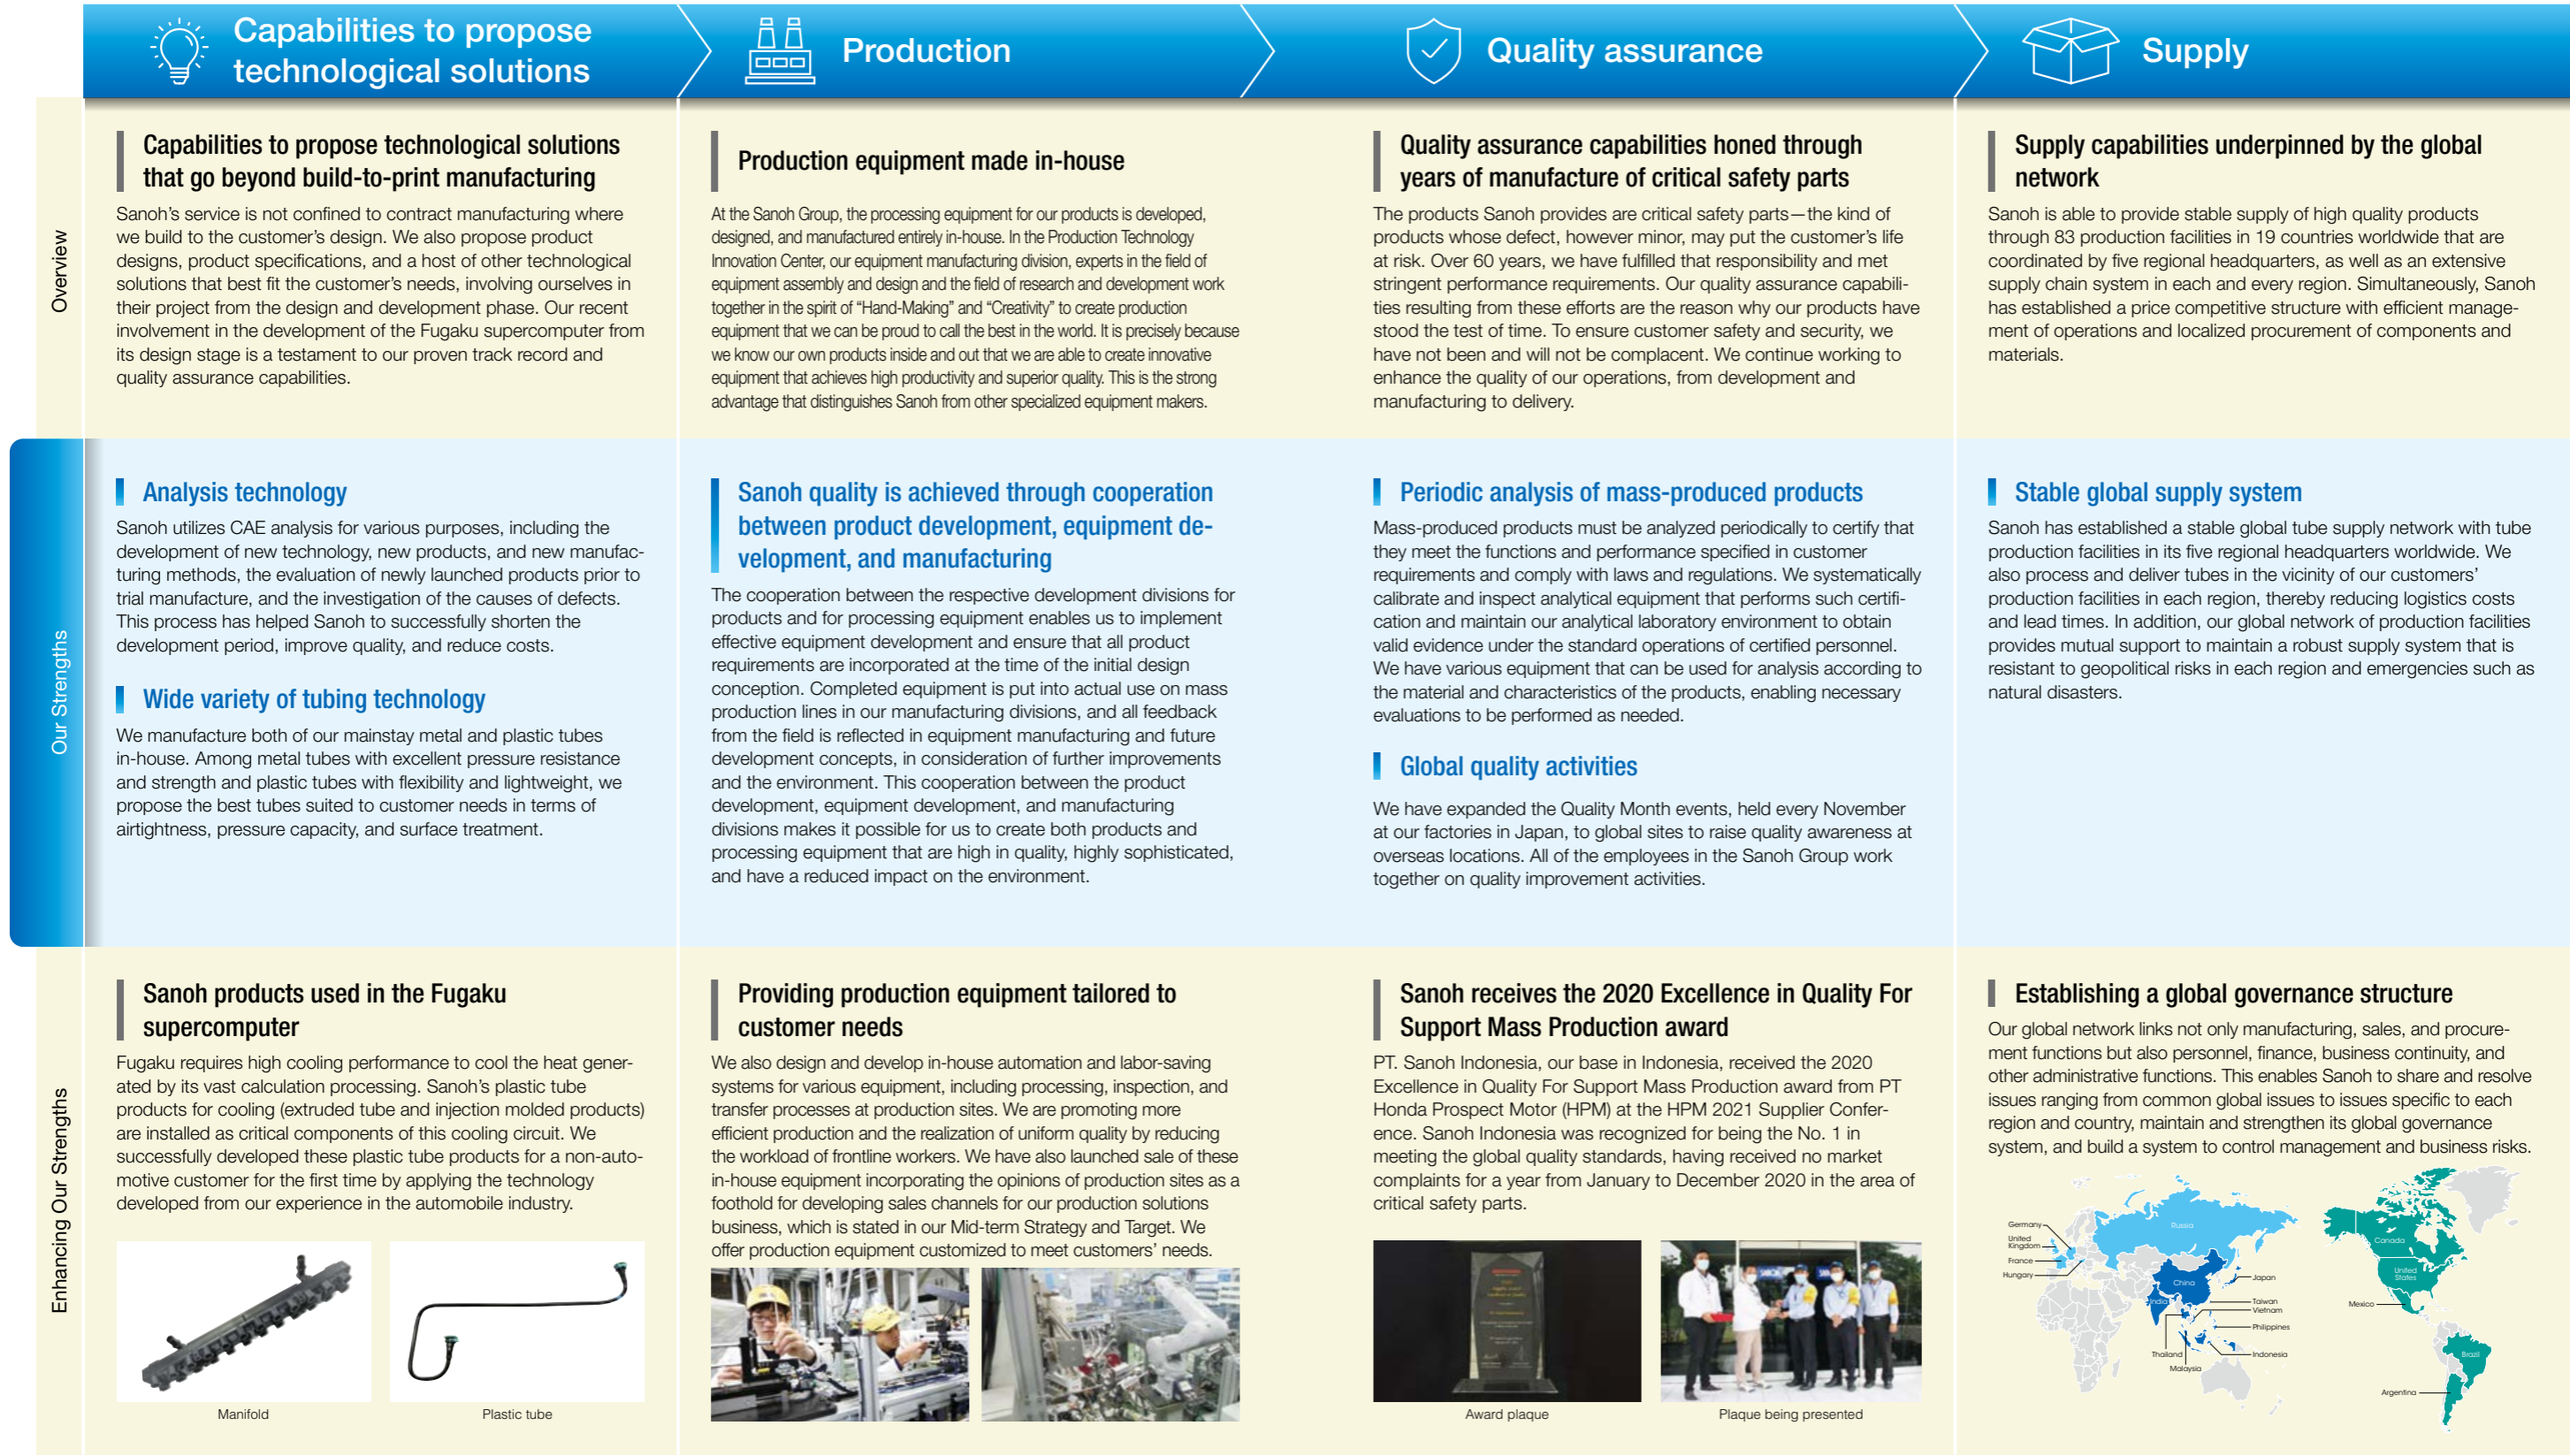 Capabilities to propose
technological solutions
Production
Quality assurance
Supply
Overview
Capabilities to propose technological solutions
that go beyond build-to-print manufacturing
Sanoh's service is not confined to contract manufacturing where
we build to the customer's design. We also propose product
designs, product specifications, and a host of other technological
solutions that best fit the customer's needs, involving ourselves in
their project from the design and development phase. Our recent
involvement in the development of the Fugaku supercomputer from
its design stage is a testament to our proven track record and
quality assurance capabilities.
Production equipment made in-house
At the Sanoh Group, the processing equipment for our products is developed,
designed, and manufactured entirely in-house. In the Production Technology
Innovation Center, our equipment manufacturing division, experts in the field of
equipment assembly and design and the field of research and development work
together in the spirit of “Hand-Making” and “Creativity” to create production
equipment that we can be proud to call the best in the world. It is precisely because
we know our own products inside and out that we are able to create innovative
equipment that achieves high productivity and superior quality. This is the strong
advantage that distinguishes Sanoh from other specialized equipment makers.
Quality assurance capabilities honed through
years of manufacture of critical safety parts
The products Sanoh provides are critical safety parts—the kind of
products whose defect, however minor, may put the customer's life
at risk. Over 60 years, we have fulfilled that responsibility and met
stringent performance requirements. Our quality assurance capabili-
ties resulting from these efforts are the reason why our products have
stood the test of time. To ensure customer safety and security, we
have not been and will not be complacent. We continue working to
enhance the quality of our operations, from development and
manufacturing to delivery.
Supply capabilities underpinned by the global
network
Sanoh is able to provide stable supply of high quality products
through 83 production facilities in 19 countries worldwide that are
coordinated by five regional headquarters, as well as an extensive
supply chain system in each and every region. Simultaneously, Sanoh
has established a price competitive structure with efficient manage-
ment of operations and localized procurement of components and
materials.
Our Strengths
Analysis technology
Sanoh utilizes CAE analysis for various purposes, including the
development of new technology, new products, and new manufac-
turing methods, the evaluation of newly launched products prior to
trial manufacture, and the investigation of the causes of defects.
This process has helped Sanoh to successfully shorten the
development period, improve quality, and reduce costs.
Wide variety of tubing technology
We manufacture both of our mainstay metal and plastic tubes
in-house. Among metal tubes with excellent pressure resistance
and strength and plastic tubes with flexibility and lightweight, we
propose the best tubes suited to customer needs in terms of
airtightness, pressure capacity, and surface treatment.
Sanoh quality is achieved through cooperation
between product development, equipment de-
velopment, and manufacturing
The cooperation between the respective development divisions for
products and for processing equipment enables us to implement
effective equipment development and ensure that all product
requirements are incorporated at the time of the initial design
conception. Completed equipment is put into actual use on mass
production lines in our manufacturing divisions, and all feedback
from the field is reflected in equipment manufacturing and future
development concepts, in consideration of further improvements
and the environment. This cooperation between the product
development, equipment development, and manufacturing
divisions makes it possible for us to create both products and
processing equipment that are high in quality, highly sophisticated,
and have a reduced impact on the environment.
Periodic analysis of mass-produced products
Mass-produced products must be analyzed periodically to certify that
they meet the functions and performance specified in customer
requirements and comply with laws and regulations. We systematically
calibrate and inspect analytical equipment that performs such certifi-
cation and maintain our analytical laboratory environment to obtain
valid evidence under the standard operations of certified personnel.
We have various equipment that can be used for analysis according to
the material and characteristics of the products, enabling necessary
evaluations to be performed as needed.
Global quality activities
We have expanded the Quality Month events, held every November
at our factories in Japan, to global sites to raise quality awareness at
overseas locations. All of the employees in the Sanoh Group work
together on quality improvement activities.
Stable global supply system
Sanoh has established a stable global tube supply network with tube
production facilities in its five regional headquarters worldwide. We
also process and deliver tubes in the vicinity of our customers'
production facilities in each region, thereby reducing logistics costs
and lead times. In addition, our global network of production facilities
provides mutual support to maintain a robust supply system that is
resistant to geopolitical risks in each region and emergencies such as
natural disasters.
Enhancing Our Strengths
Sanoh products used in the Fugaku
supercomputer
Fugaku requires high cooling performance to cool the heat gener-
ated by its vast calculation processing. Sanoh's plastic tube
products for cooling (extruded tube and injection molded products)
are installed as critical components of this cooling circuit. We
successfully developed these plastic tube products for a non-auto-
motive customer for the first time by applying the technology
developed from our experience in the automobile industry.
Manifold
Plastic tube
Providing production equipment tailored to
customer needs
We also design and develop in-house automation and labor-saving
systems for various equipment, including processing, inspection, and
transfer processes at production sites. We are promoting more
efficient production and the realization of uniform quality by reducing
the workload of frontline workers. We have also launched sale of these
in-house equipment incorporating the opinions of production sites as a
foothold for developing sales channels for our production solutions
business, which is stated in our Mid-term Strategy and Target. We
offer production equipment customized to meet customers' needs.
Sanoh receives the 2020 Excellence in Quality For
Support Mass Production award
PT. Sanoh Indonesia, our base in Indonesia, received the 2020
Excellence in Quality For Support Mass Production award from PT
Honda Prospect Motor (HPM) at the HPM 2021 Supplier Confer-
ence. Sanoh Indonesia was recognized for being the No. 1 in
meeting the global quality standards, having received no market
complaints for a year from January to December 2020 in the area of
critical safety parts.
Award plaque
Plaque being presented
Establishing a global governance structure
Our global network links not only manufacturing, sales, and procure-
ment functions but also personnel, finance, business continuity, and
other administrative functions. This enables Sanoh to share and resolve
issues ranging from common global issues to issues specific to each
region and country, maintain and strengthen its global governance
system, and build a system to control management and business risks.
Germany
United
Kingdom
France
Hungary
Russia
China
India
Japan
Taiwan
Vietnam
Philippines
Thailand
Malaysia
Indonesia
Canada
United
States
Mexico
Brazil
Argentina